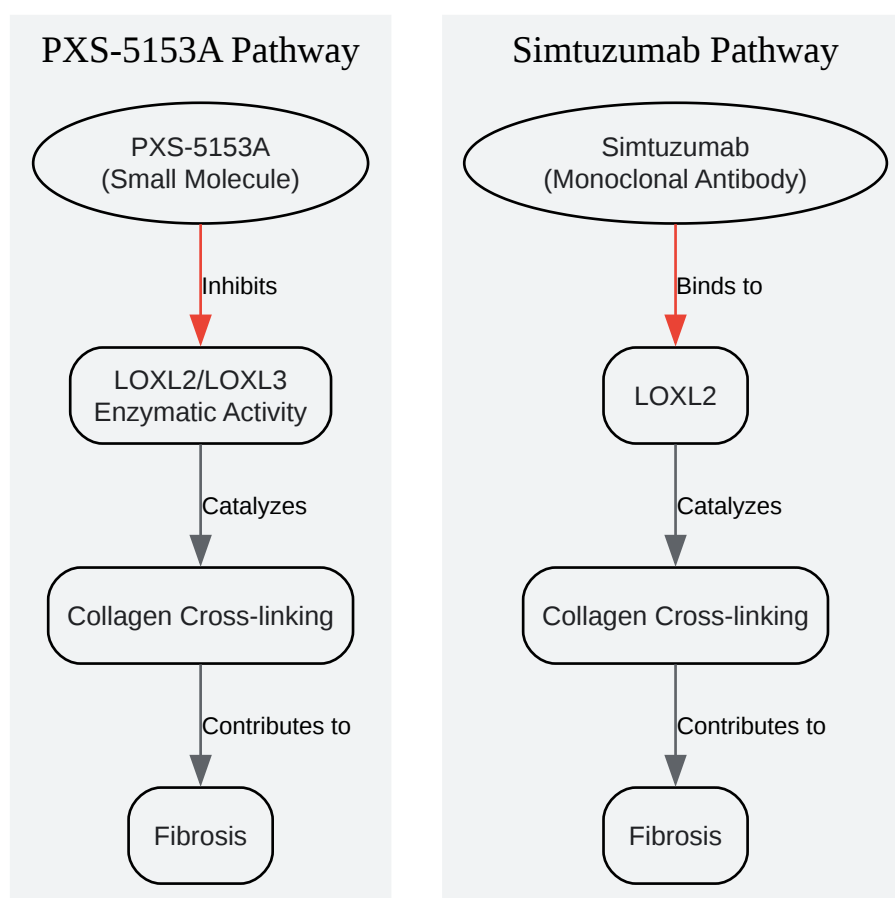 PXS-5153A Pathway
PXS-5153A
(Small Molecule)
Inhibits
LOXL2/LOXL3
Enzymatic Activity
Catalyzes
Collagen Cross-linking
Contributes to
Fibrosis
Simtuzumab Pathway
Simtuzumab
(Monoclonal Antibody)
Binds to
LOXL2
Catalyzes
Collagen Cross-linking
Contributes to
Fibrosis